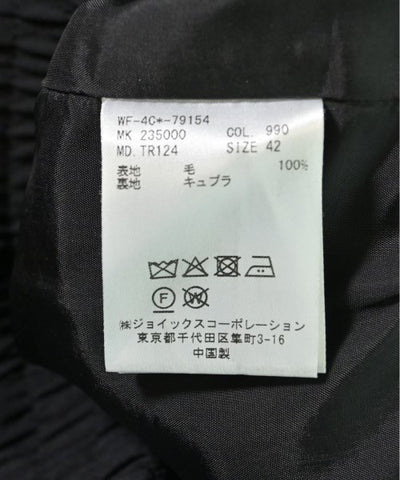 WF-4C*-79154
MK 235000 COL. 990
MD. TR124 SIZE 42
表地 毛 100%
裏地 キュプラ
F W
㈱ジョイックスコーポレーション
東京都千代田区隼町3-16
中国製